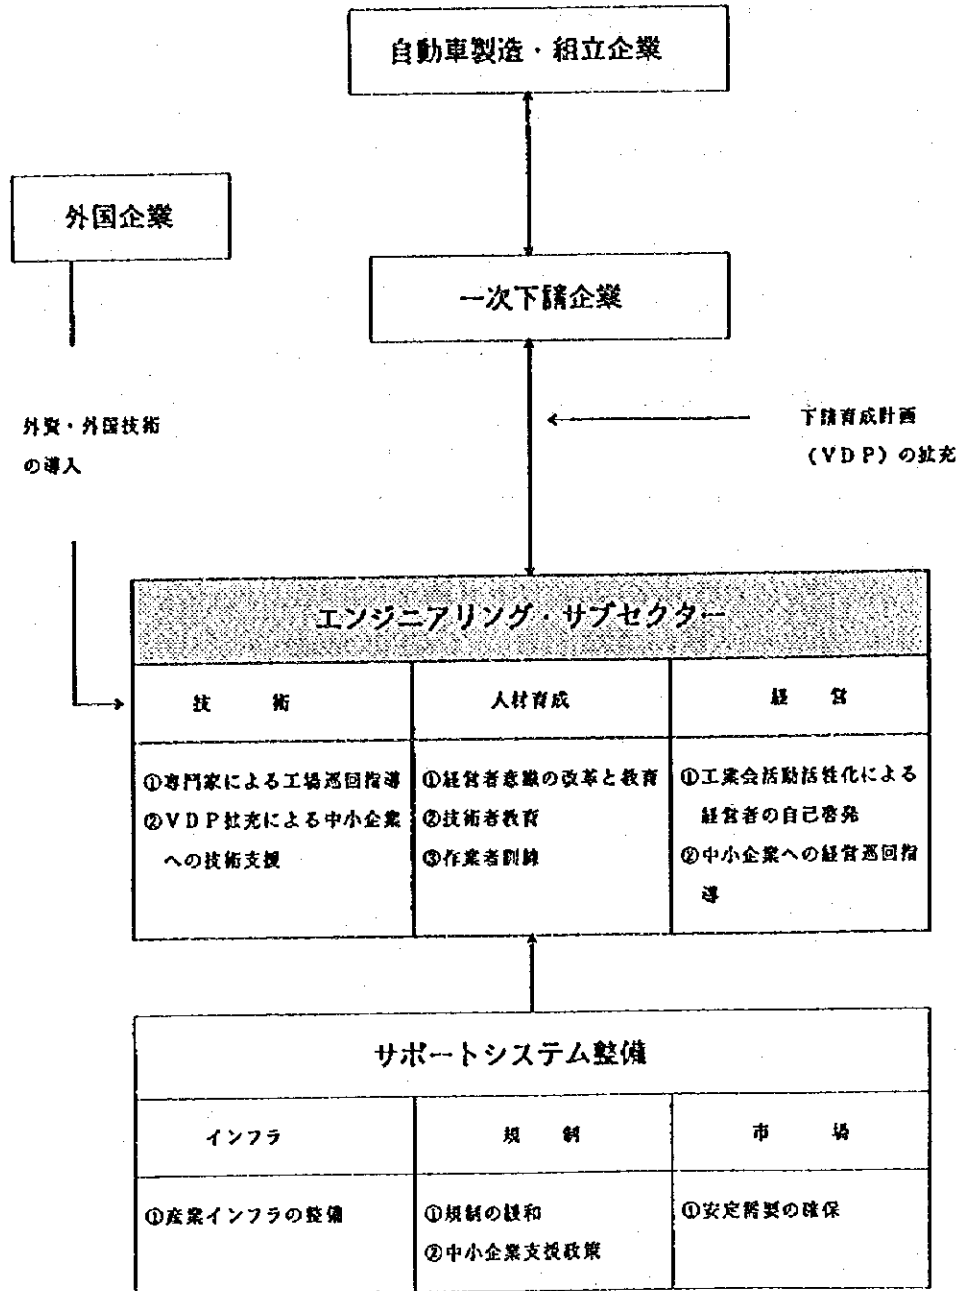 自動車製造・組立企業
外国企業
一次下請企業
外資・外国技術
の導入
下請育成計画
(VDP)の拡充
エンジニアリング・サブセクター
技　術
人材育成
経　営
①専門家による工場巡回指導
②VDP拡充による中小企業
への技術支援
①経営者意識の改革と教育
②技術者教育
③作業者訓練
①工業会活動活性化による
経営者の自己啓発
②中小企業への経営巡回指
導
サポートシステム整備
インフラ
規　制
市　場
①産業インフラの整備
①規制の緩和
②中小企業支援政策
①安定需要の確保